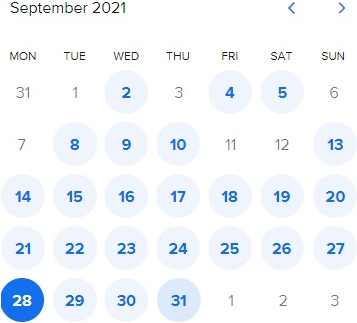 September 2021
MON TUE WED THU FRI SAT SUN
31 1 2 3 4 5 6
7 8 9 10 11 12 13
14 15 16 17 18 19 20
21 22 23 24 25 26 27
28 29 30 31 1 2 3